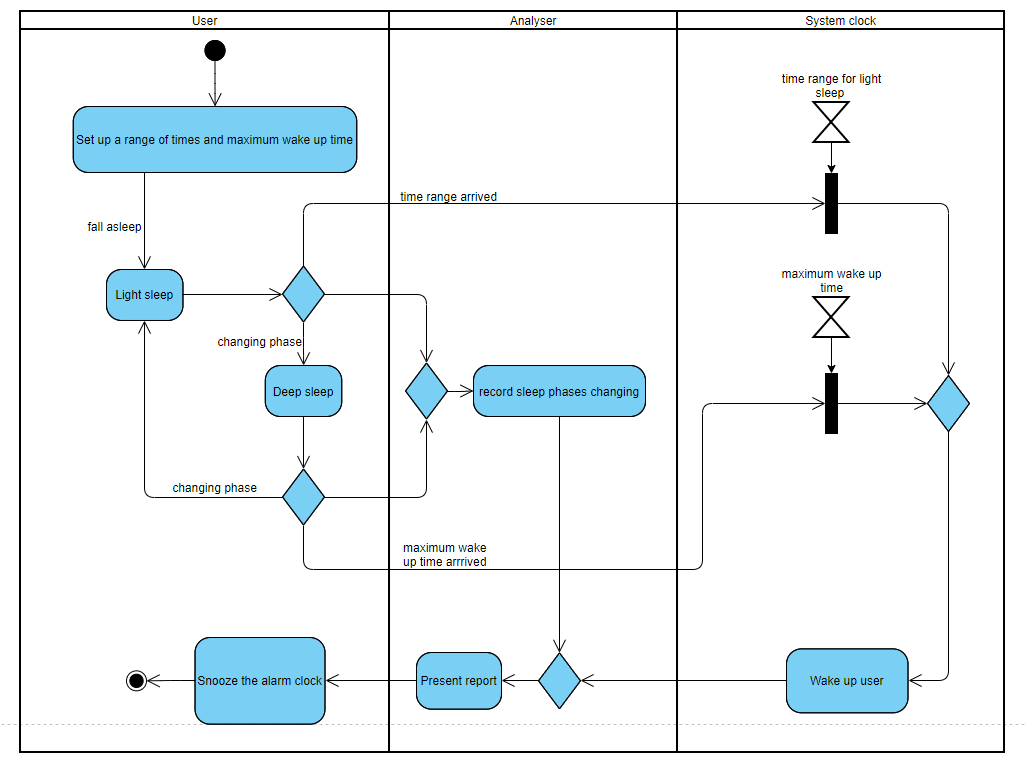 User
Analyser
System clock
time range for light
sleep
Set up a range of times and maximum wake up time
time range arrived
fall asleep
maximum wake up
time
Light sleep
changing phase
Deep sleep
record sleep phases changing
changing phase
maximum wake
up time arrrived
Snooze the alarm clock
Present report
Wake up user